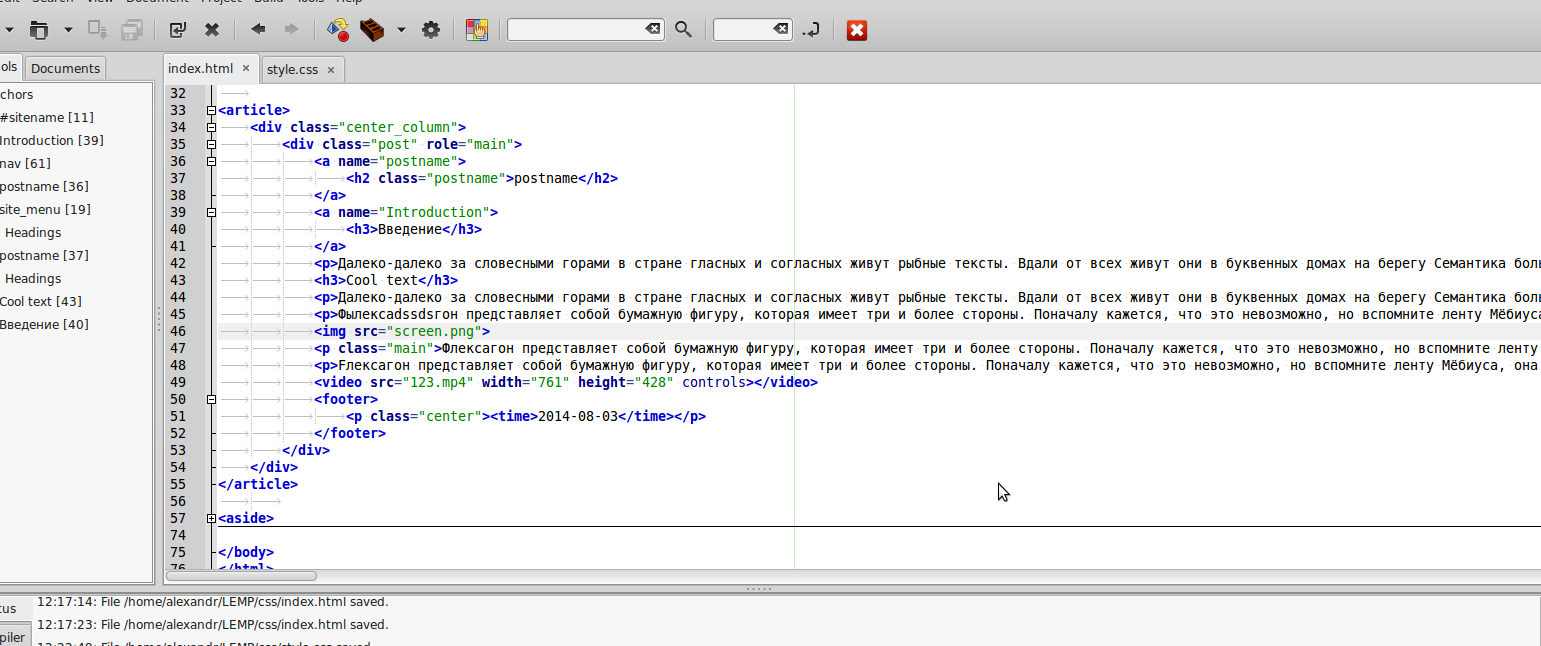 Search View Document Project Build Tools Help
Documents
index.html
style.css
chors
#sitename [11]
Introduction [39]
nav [61]
postname [36]
site_menu [19]
Headings
postname [37]
Headings
Cool text [43]
Введение [40]
32
33 <article>
34 <div class="center_column">
35 <div class="post" role="main">
36 <a name="postname">
37 <h2 class="postname">postname</h2>
38 </a>
39 <a name="Introduction">
40 <h3>Введение</h3>
41 </a>
42 <p>Далеко-далеко за словесными горами в стране гласных и согласных живут рыбные тексты. Вдали от всех живут они в буквенных домах на берегу Семантика
43 <h3>Cool text</h3>
44 <p>Далеко-далеко за словесными горами в стране гласных и согласных живут рыбные тексты. Вдали от всех живут они в буквенных домах на берегу Семантика
45 <p>Фылексаdssdsгон представляет собой бумажную фигуру, которая имеет три и более стороны. Поначалу кажется, что это невозможно, но вспомните ленту Мёбиуса
46 <img src="screen.png">
47 <p class="main">Флексагон представляет собой бумажную фигуру, которая имеет три и более стороны. Поначалу кажется, что это невозможно, но вспомните ленту
48 <p>Fлексагон представляет собой бумажную фигуру, которая имеет три и более стороны. Поначалу кажется, что это невозможно, но вспомните ленту Мёбиуса, она
49 <video src="123.mp4" width="761" height="428" controls></video>
50 <footer>
51 <p class="center"><time>2014-08-03</time></p>
52 </footer>
53 </div>
54 </div>
55 </article>
56
57 <aside>
74
75 </body>
76 </html>
12:17:14: File /home/alexandr/LEMP/css/index.html saved.
12:17:23: File /home/alexandr/LEMP/css/index.html saved.
piler